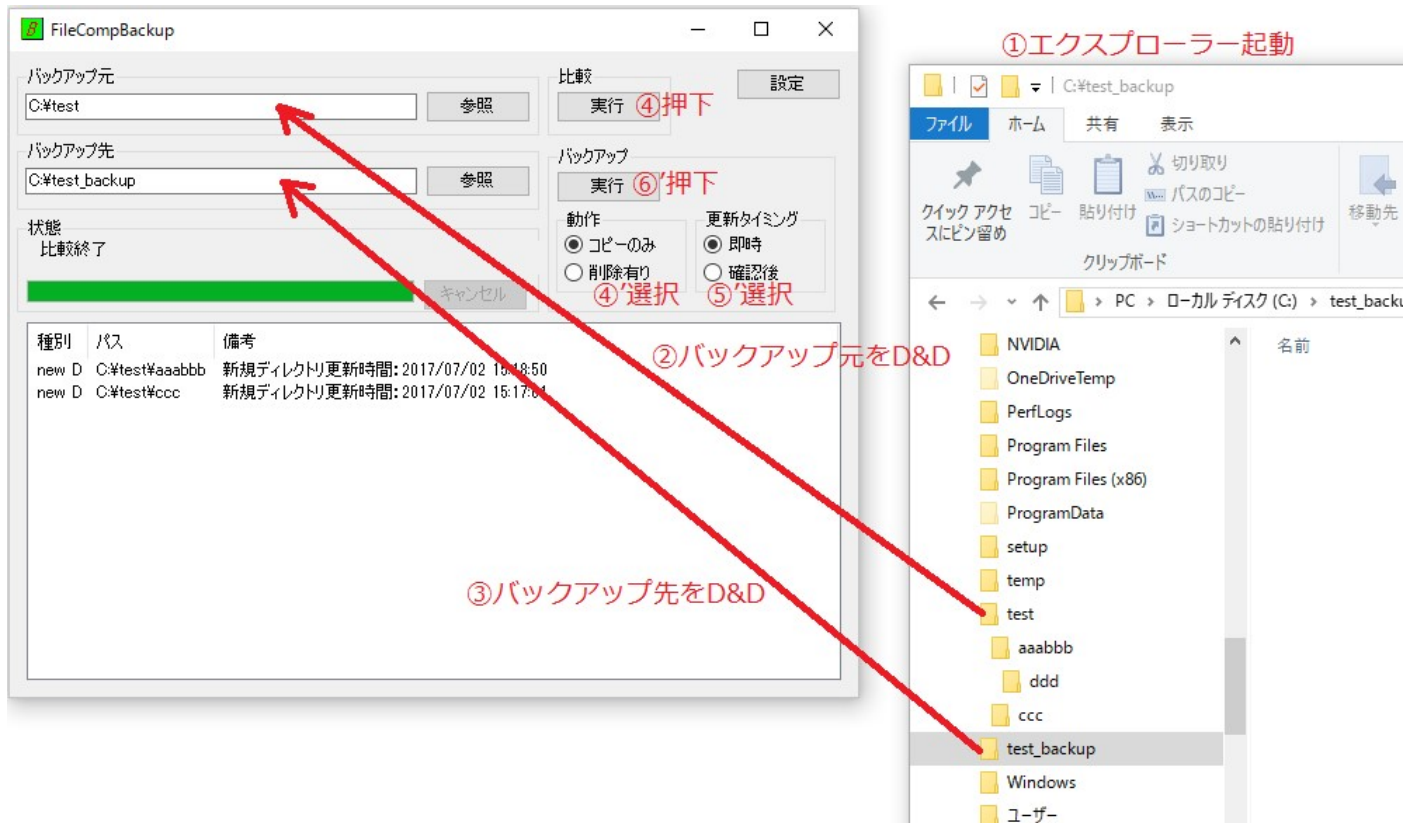 FileCompBackup
バックアップ元
C:¥test
参照
バックアップ先
C:¥test_backup
参照
状態
比較終了
キャンセル
比較
実行 ④押下
設定
バックアップ
実行 ⑥’押下
動作
コピーのみ
削除有り
④’選択
更新タイミング
即時
確認後
⑤’選択
種別 パス 備考
new D C:¥test¥aaabbb 新規ディレクトリ更新時間：2017/07/02 15:18:50
new D C:¥test¥ccc 新規ディレクトリ更新時間：2017/07/02
②バックアップ元をD&D
③バックアップ先をD&D
①エクスプローラー起動
C:¥test_backup
ファイル ホーム 共有 表示
クイック アクセ
スにピン留め
コピー
貼り付け
切り取り
パスのコピー
ショートカットの貼り付け
クリップボード
移動先
PC ローカル ディスク (C:) test_backu
名前
NVIDIA
OneDriveTemp
PerfLogs
Program Files
Program Files (x86)
ProgramData
setup
temp
test
aaabbb
ddd
ccc
test_backup
Windows
ユーザー